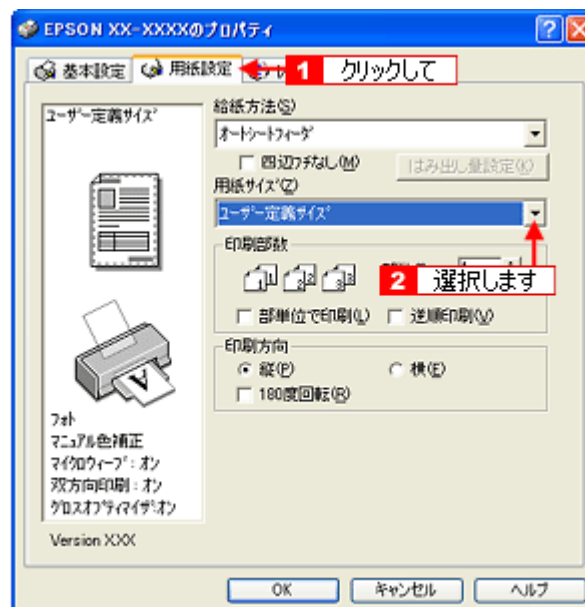 EPSON XX-XXXXのプロパティ
基本設定 用紙設定
1 クリックして
ユーザー定義サイズ
給紙方法(S)
オートシートフィーダ
四辺フチなし(M) はみ出し量設定(K)
用紙サイズ(Z)
ユーザー定義サイズ
2 選択します
印刷部数
部単位で印刷(L) 逆順印刷(V)
印刷方向
縦(P) 横(E)
180度回転(R)
フォト
マニュアル色補正
マイクロウィーブ:オン
双方向印刷:オン
グロスオプティマイザ:オン
Version XXX
OK キャンセル ヘルプ